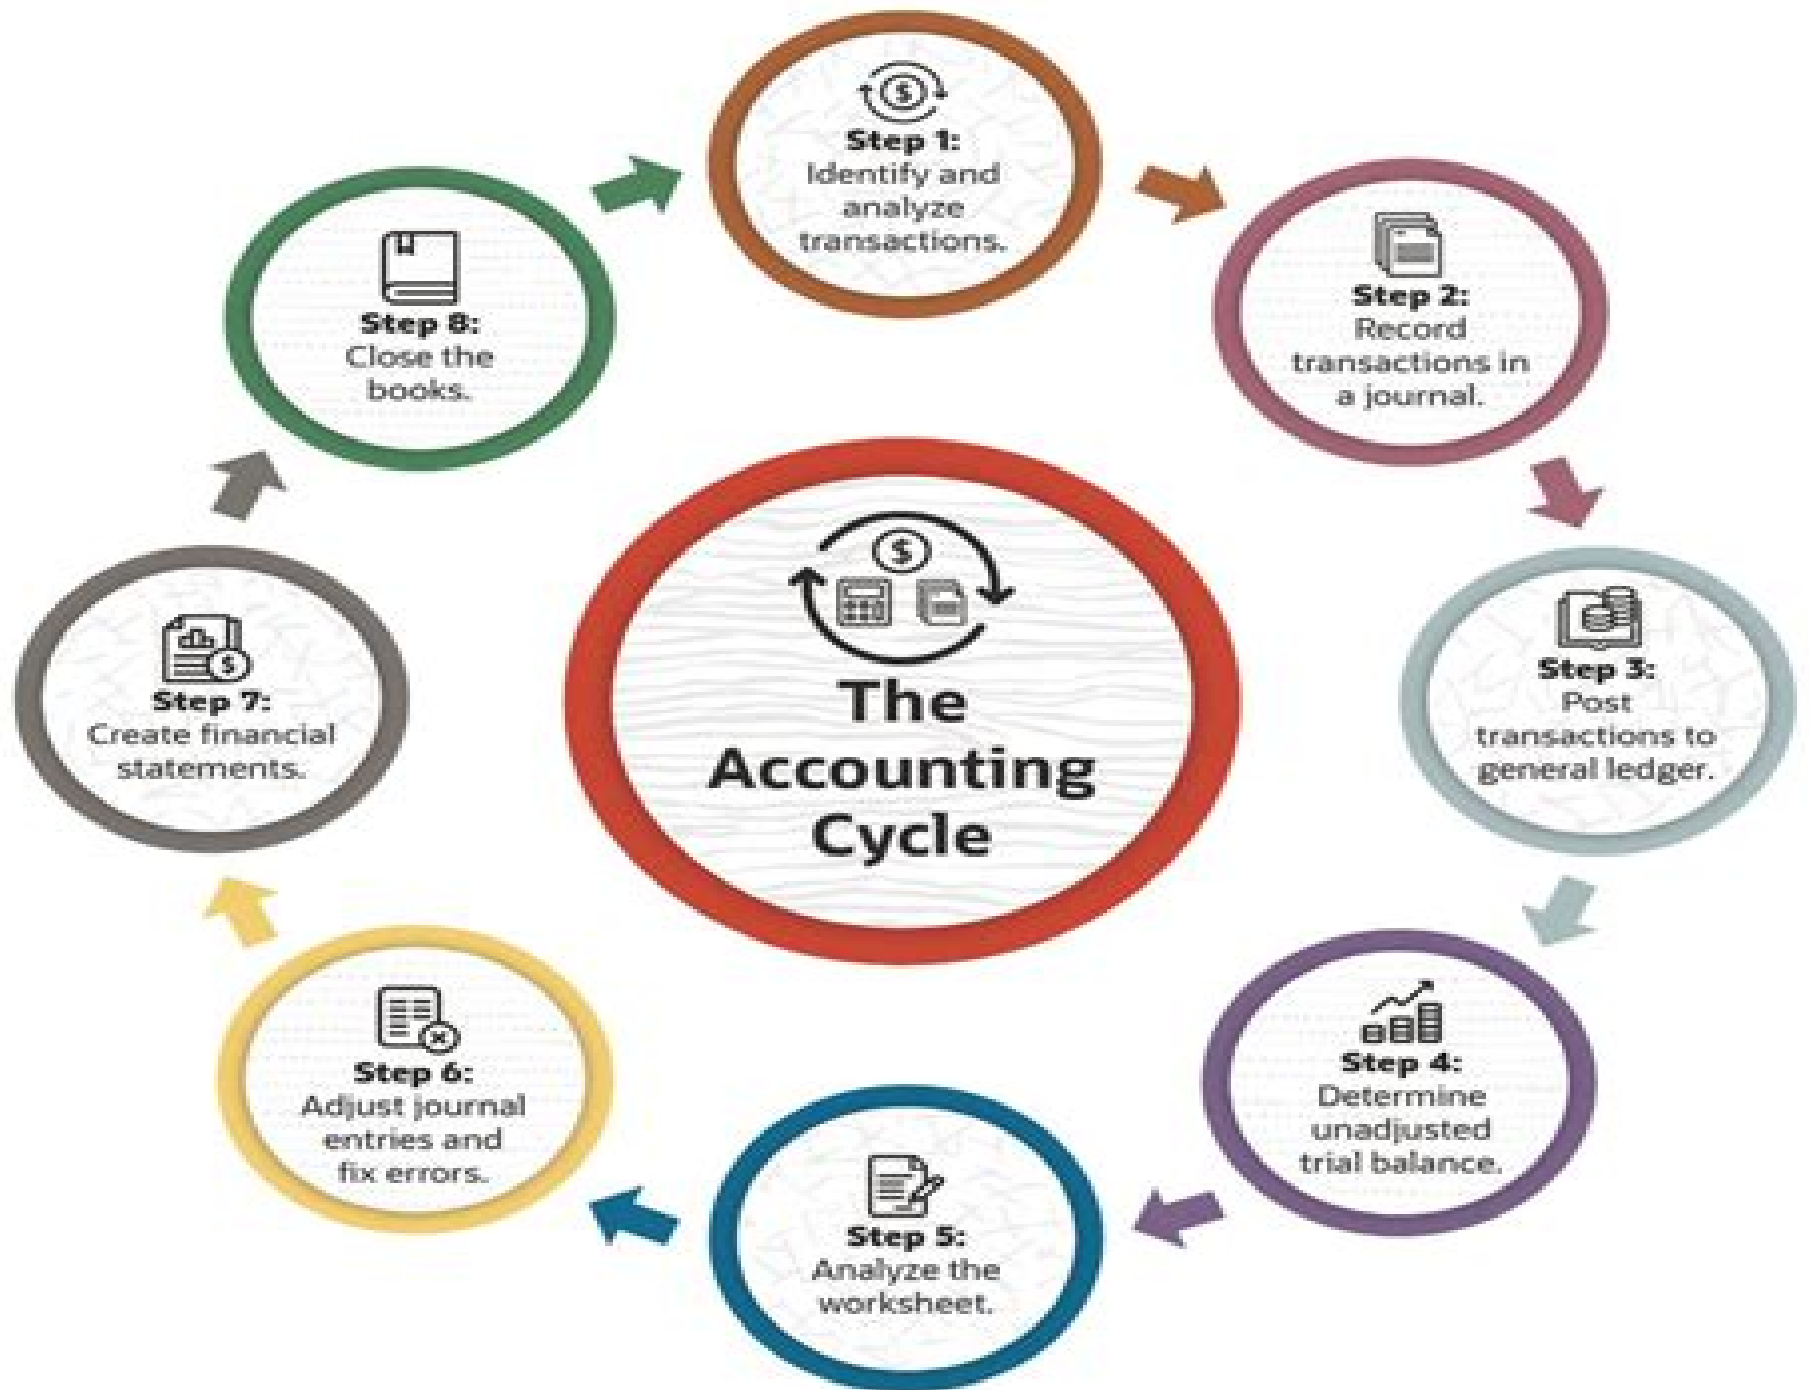 Step 1:
Identify and
analyze
transactions.
Step 2:
Record
transactions in
a journal.
Step 3:
Post
transactions to
general ledger.
Step 4:
Determine
unadjusted
trial balance.
Step 5:
Analyze the
worksheet.
Step 6:
Adjust journal
entries and
fix errors.
Step 7:
Create financial
statements.
Step 8:
Close the
books.
The
Accounting
Cycle